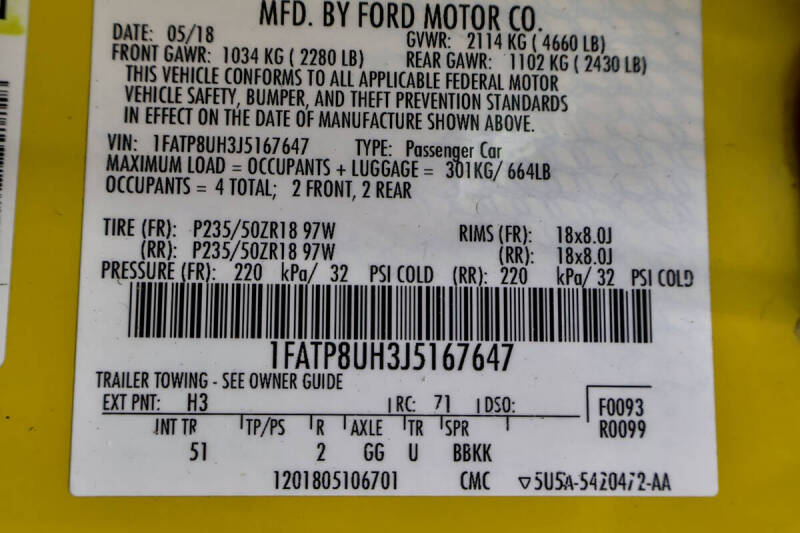 MFD. BY FORD MOTOR CO.
DATE: 05/18 GVWR: 2114 KG ( 4660 LB)
FRONT GAWR: 1034 KG ( 2280 LB) REAR GAWR: 1102 KG ( 2430 LB)
THIS VEHICLE CONFORMS TO ALL APPLICABLE FEDERAL MOTOR
VEHICLE SAFETY, BUMPER, AND THEFT PREVENTION STANDARDS
IN EFFECT ON THE DATE OF MANUFACTURE SHOWN ABOVE.
VIN: 1FATP8UH3J5167647 TYPE: Passenger Car
MAXIMUM LOAD = OCCUPANTS + LUGGAGE = 301KG/ 664LB
OCCUPANTS = 4 TOTAL; 2 FRONT, 2 REAR
TIRE (FR): P235/50ZR18 97W RIMS (FR): 18x8.0J
(RR): P235/50ZR18 97W (RR): 18x8.0J
PRESSURE (FR): 220 kPa/ 32 PSI COLD (RR): 220 kPa/ 32 PSI COLD
1FATP8UH3J5167647
TRAILER TOWING - SEE OWNER GUIDE
EXT PNT: H3 RC: 71 DSO: F0093
INT TR TP/PS R AXLE TR SPR R0099
51 2 GG U BBKK
1201805106701 CMC ▽5U5A-5420472-AA